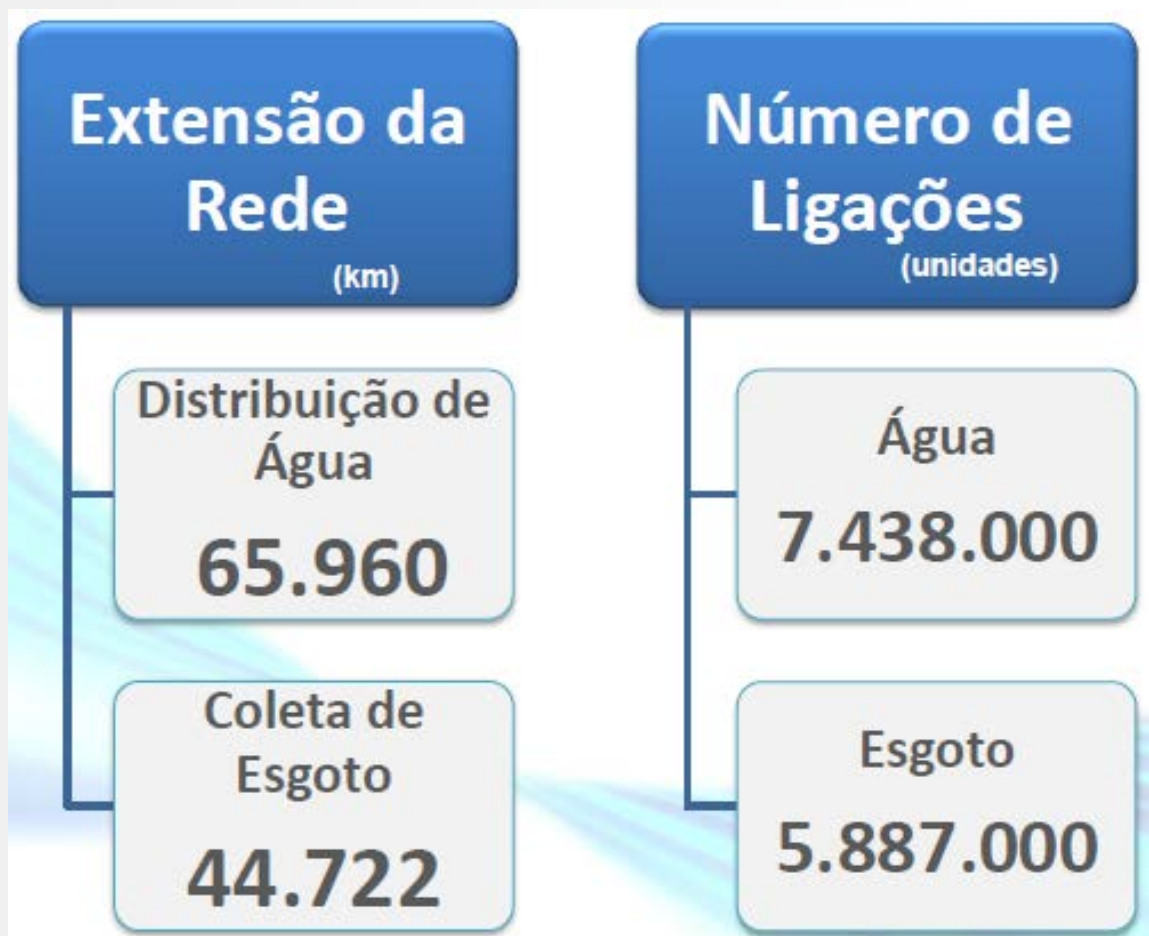 Extensão da
Rede
(km)
Distribuição de
Água
65.960
Coleta de
Esgoto
44.722
Número de
Ligações
(unidades)
Água
7.438.000
Esgoto
5.887.000